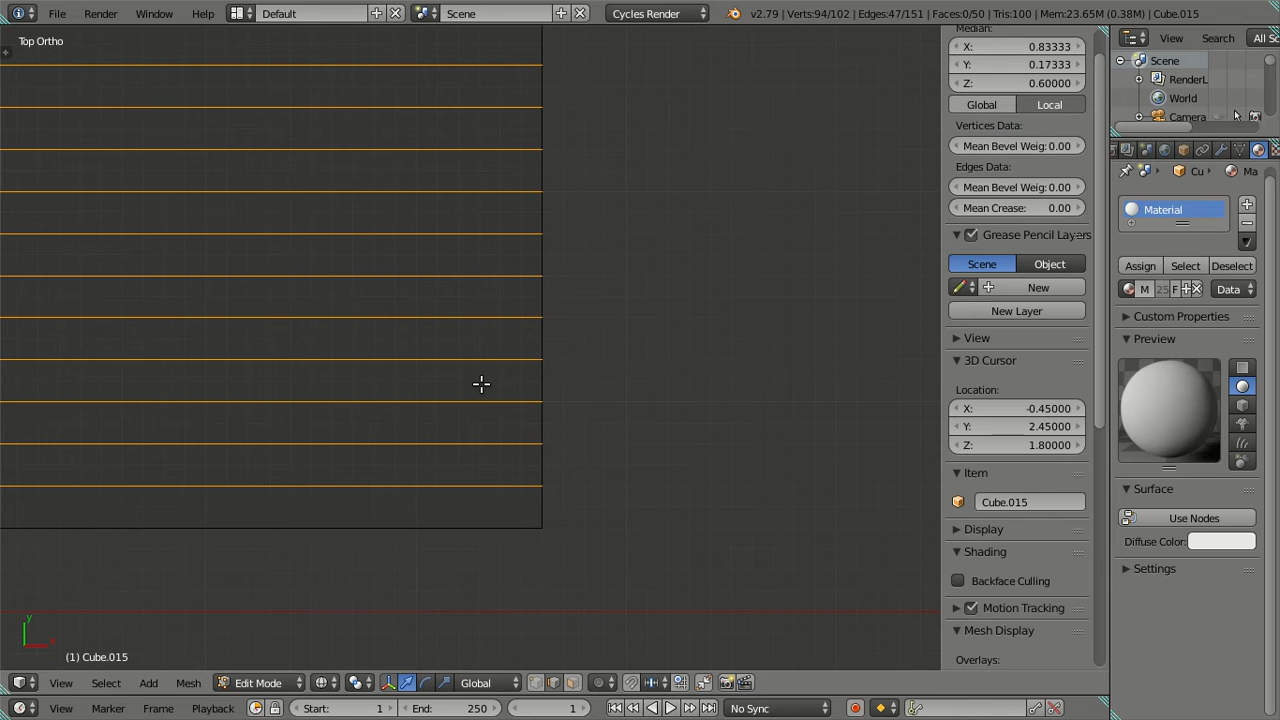 File Render Window Help Default Scene Cycles Render v2.79 | Verts:94/102 | Edges:47/151 | Faces:0/50 | Tris:100 | Mem:23.65M (0.38M) | Cube.015
Top Ortho
Median:
X: 0.83333
Y: 0.17333
Z: 0.60000
Global Local
Vertices Data:
Mean Bevel Weig: 0.00
Edges Data:
Mean Bevel Weig: 0.00
Mean Crease: 0.00
Grease Pencil Layers
Scene Object
New
New Layer
View
3D Cursor
Location:
X: -0.45000
Y: 2.45000
Z: 1.80000
Item
Cube.015
Display
Shading
Backface Culling
Motion Tracking
Mesh Display
Overlays:
View Search All Sc
Scene
RenderL
World
Camera
Cu Ma
Material
Assign Select Deselect
M 25 F Data
Custom Properties
Preview
Surface
Use Nodes
Diffuse Color:
Settings
y
x
(1) Cube.015
View Select Add Mesh Edit Mode Global
View Marker Frame Playback Start: 1 End: 250 1 No Sync